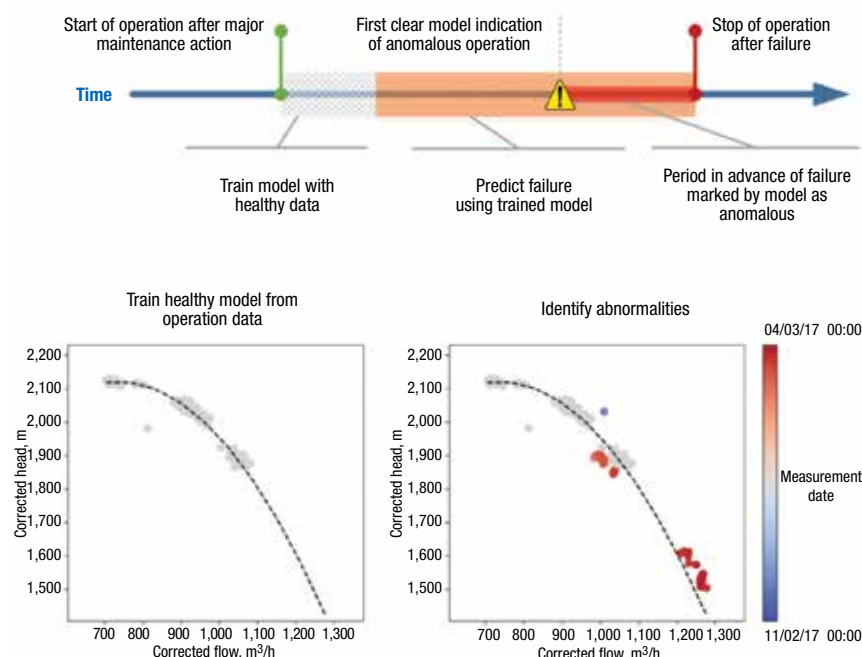 Start of operation after major
maintenance action
First clear model indication
of anomalous operation
Stop of operation
after failure
Time
!
Train model with
healthy data
Predict failure
using trained model
Period in advance of failure
marked by model as
anomalous
Train healthy model from
operation data
Corrected head, m
2,200
2,100
2,000
1,900
1,800
1,700
1,600
1,500
700 800 900 1,000 1,100 1,200 1,300
Corrected flow, m³/h
Identify abnormalities
Corrected head, m
2,200
2,100
2,000
1,900
1,800
1,700
1,600
1,500
700 800 900 1,000 1,100 1,200 1,300
Corrected flow, m³/h
04/03/17 00:00
Measurement
date
11/02/17 00:00